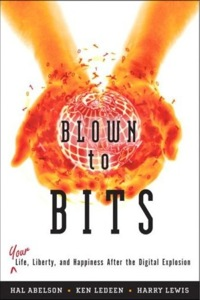 BLOWN
to
BITS
Your
Life, Liberty, and Happiness After the Digital Explosion
HAL ABELSON • KEN LEDEEN • HARRY LEWIS